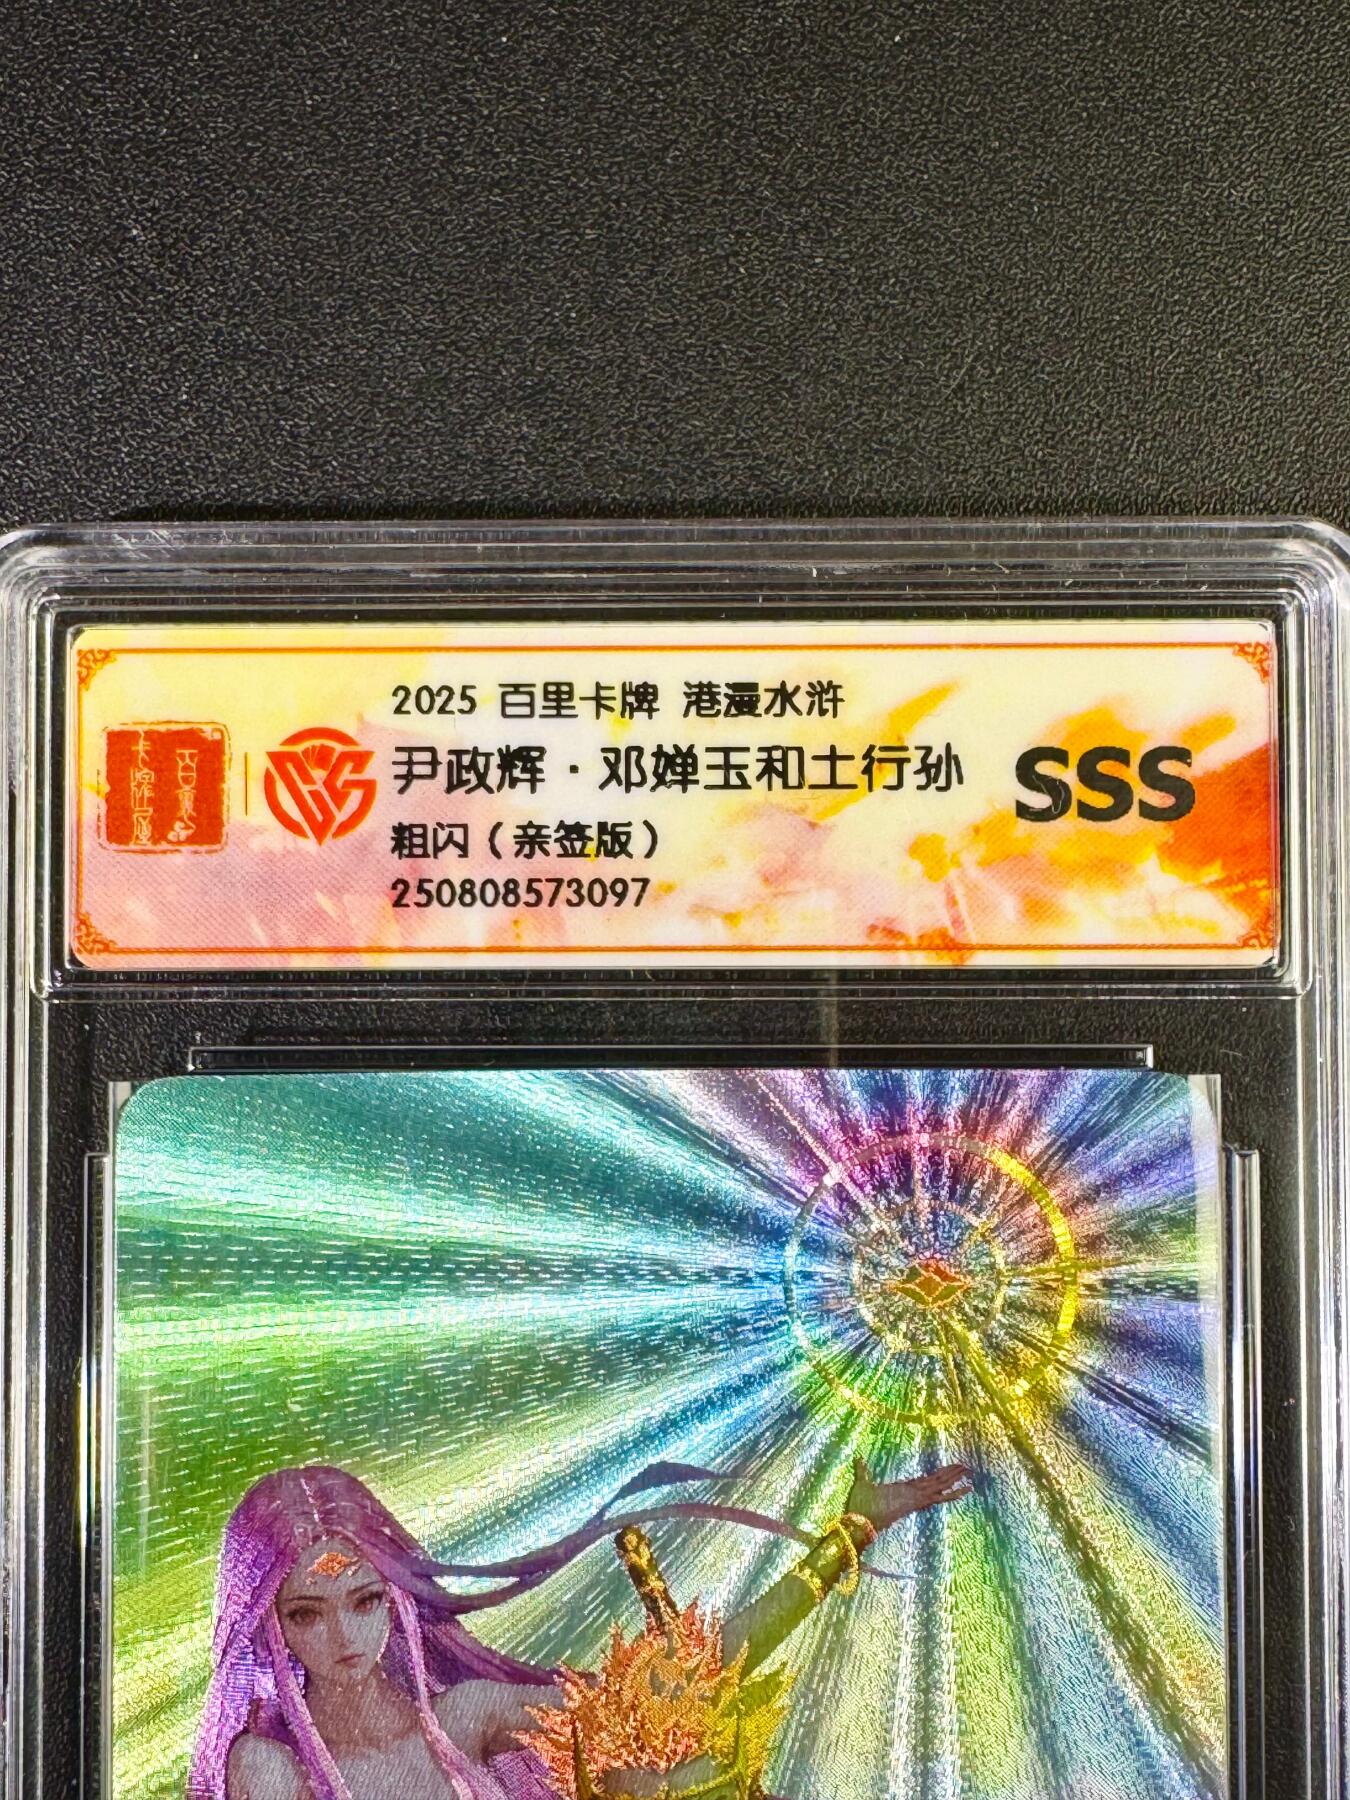 2025 百里卡牌 港漫水浒
尹政辉·邓婵玉和土行孙
粗闪（亲签版）
250808573097
SSS